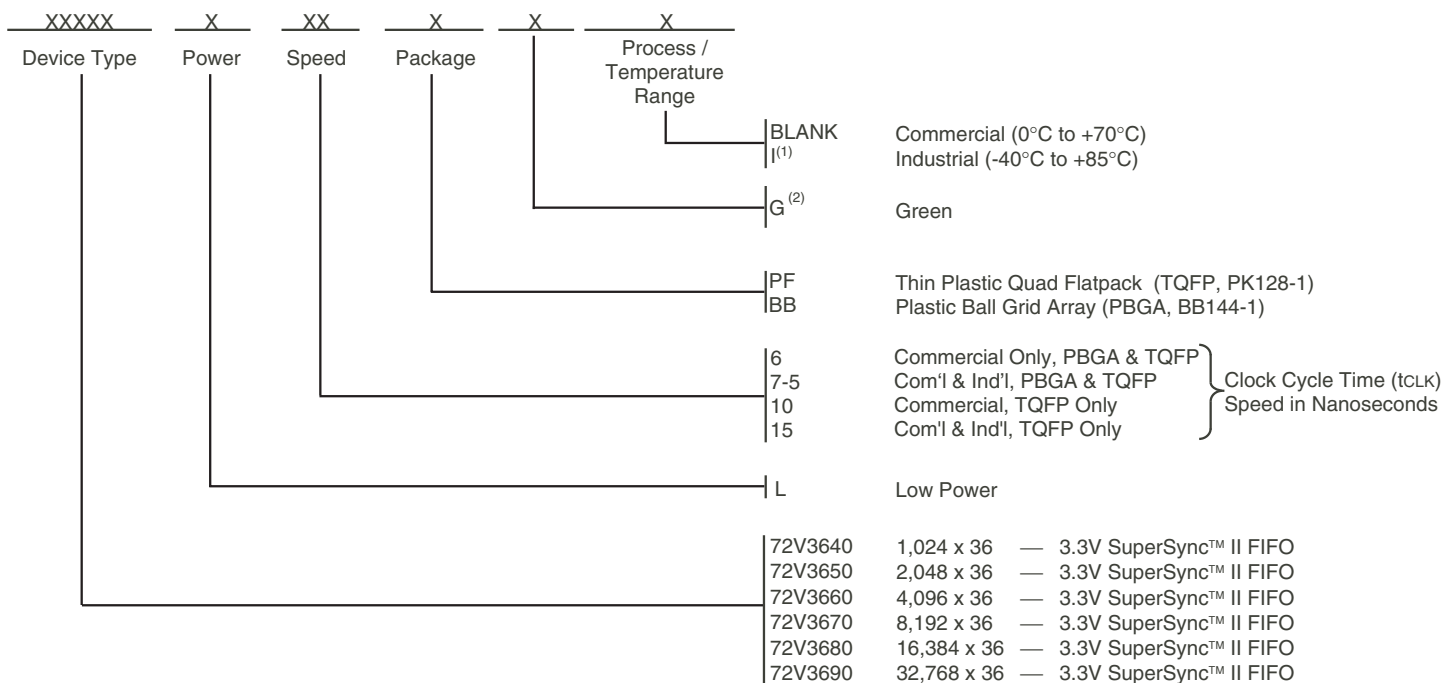 XXXXX X XX X X X
Device Type Power Speed Package Process /
Temperature
Range
BLANK Commercial (0°C to +70°C)
I(1) Industrial (-40°C to +85°C)
G (2) Green
PF Thin Plastic Quad Flatpack (TQFP, PK128-1)
BB Plastic Ball Grid Array (PBGA, BB144-1)
6 Commercial Only, PBGA & TQFP
7-5 Com‘l & Ind’l, PBGA & TQFP Clock Cycle Time (tCLK)
10 Commercial, TQFP Only Speed in Nanoseconds
15 Com'l & Ind'l, TQFP Only
L Low Power
72V3640 1,024 x 36 — 3.3V SuperSync™ II FIFO
72V3650 2,048 x 36 — 3.3V SuperSync™ II FIFO
72V3660 4,096 x 36 — 3.3V SuperSync™ II FIFO
72V3670 8,192 x 36 — 3.3V SuperSync™ II FIFO
72V3680 16,384 x 36 — 3.3V SuperSync™ II FIFO
72V3690 32,768 x 36 — 3.3V SuperSync™ II FIFO